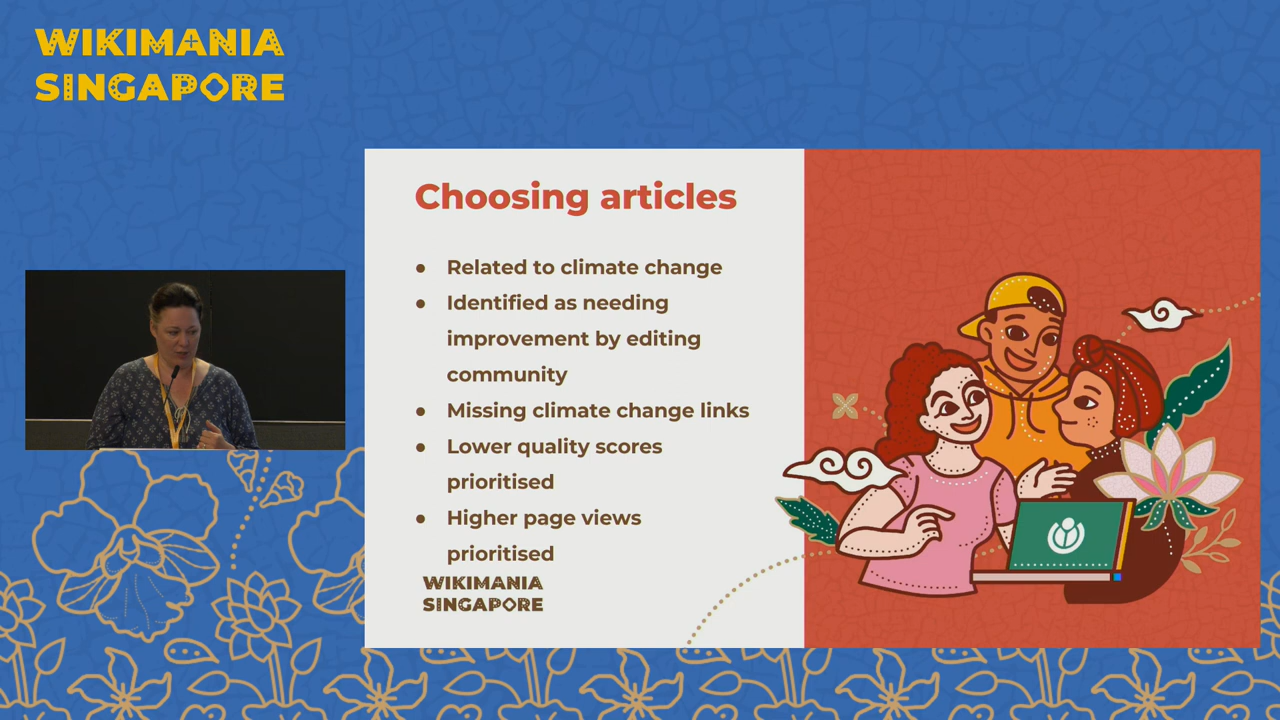 WIKIMANIA
SINGAPORE
Choosing articles
● Related to climate change
● Identified as needing
improvement by editing
community
● Missing climate change links
● Lower quality scores
prioritised
● Higher page views
prioritised
WIKIMANIA
SINGAPORE